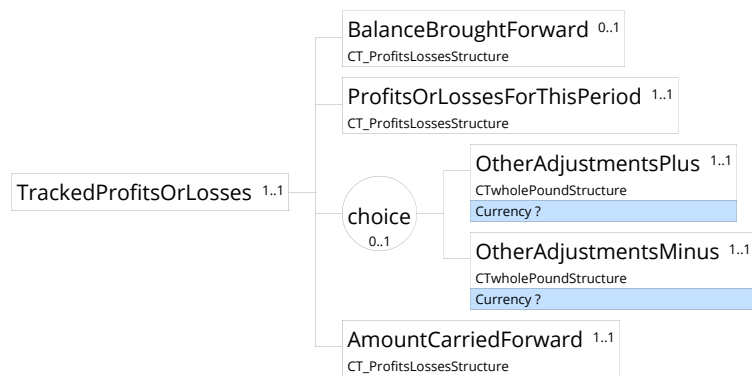 BalanceBroughtForward 0..1
CT_ProfitsLossesStructure
ProfitsOrLossesForThisPeriod 1..1
CT_ProfitsLossesStructure
TrackedProfitsOrLosses 1..1
choice
0..1
OtherAdjustmentsPlus 1..1
CTwholePoundStructure
Currency ?
OtherAdjustmentsMinus 1..1
CTwholePoundStructure
Currency ?
AmountCarriedForward 1..1
CT_ProfitsLossesStructure